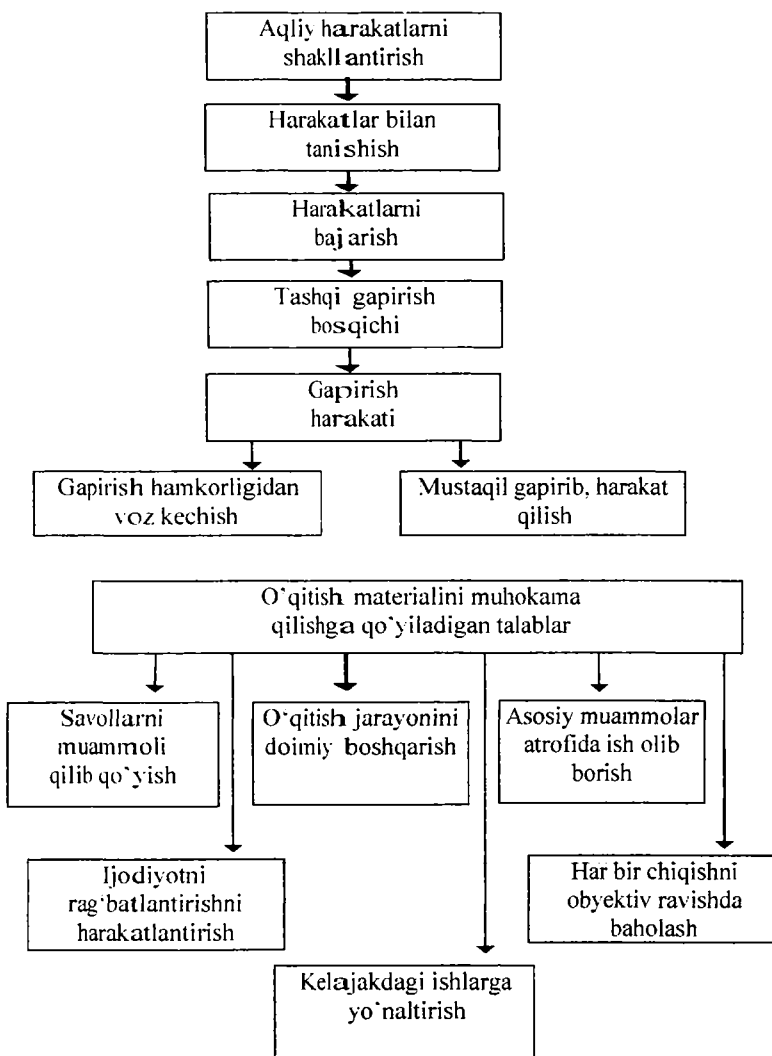 Aqliy harakatlarni
shakllantirish
Harakatlar bilan
tanishish
Harakatlarni
bajarish
Tashqi gapirish
bosqichi
Gapirish
harakati
Gapirish hamkorligidan
voz kechish
Mustaqil gapirib, harakat
qilish
O‘qitish materialini muhokama
qilishga qo‘yiladigan talablar
Savollarni
muammoli
qilib qo‘yish
O‘qitish jarayonini
doimiy boshqarish
Asosiy muammolar
atrofida ish olib
borish
Ijodiyotni
rag‘batlantirishni
harakatlantirish
Har bir chiqishni
obyektiv ravishda
baholash
Kelajakdagi ishlarga
yo‘naltirish